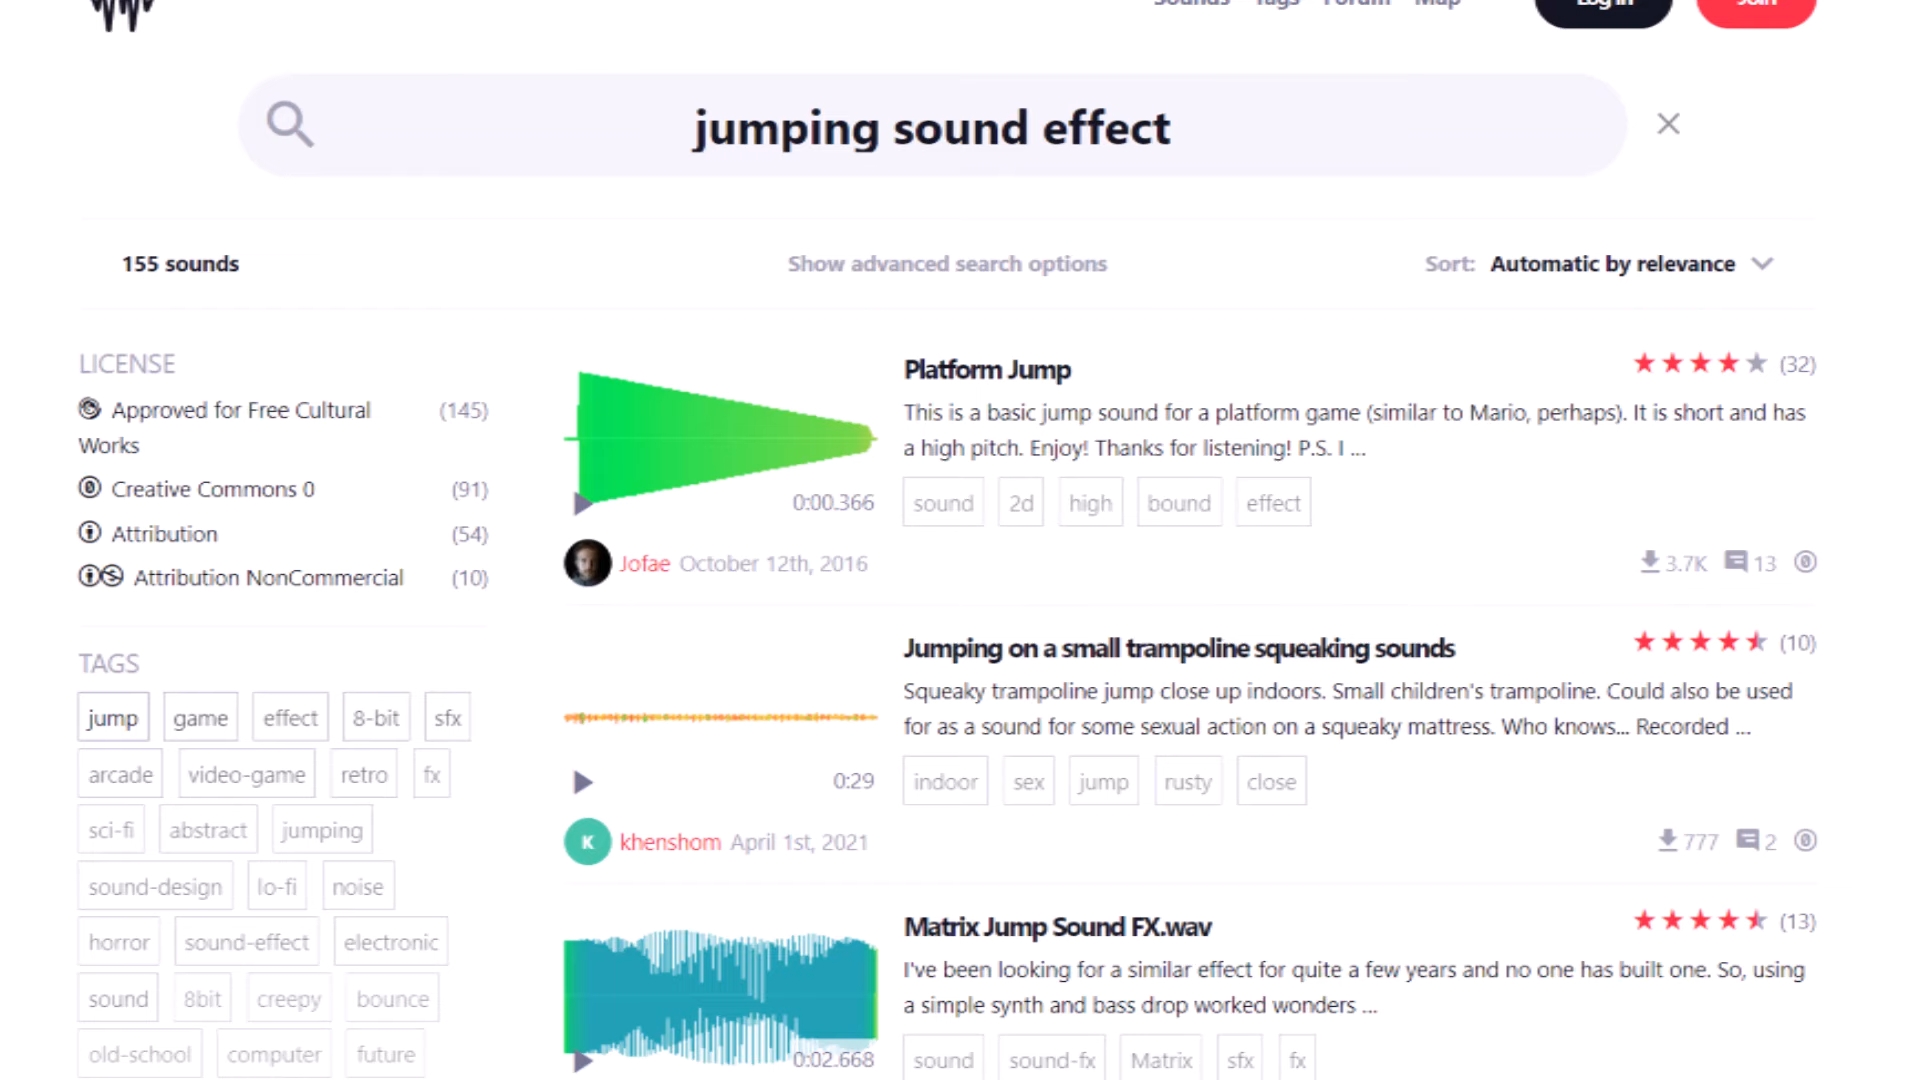 Sounds Tags Forum Map Log in Join
jumping sound effect
155 sounds
Show advanced search options
Sort: Automatic by relevance
LICENSE
Approved for Free Cultural Works (145)
Creative Commons 0 (91)
Attribution (54)
Attribution NonCommercial (10)
TAGS
jump game effect 8-bit sfx
arcade video-game retro fx
sci-fi abstract jumping
sound-design lo-fi noise
horror sound-effect electronic
sound 8bit creepy bounce
old-school computer future
Platform Jump (32)
This is a basic jump sound for a platform game (similar to Mario, perhaps). It is short and has
a high pitch. Enjoy! Thanks for listening! P.S. I ...
0:00.366
sound 2d high bound effect
Jofae October 12th, 2016
3.7K 13
Jumping on a small trampoline squeaking sounds (10)
Squeaky trampoline jump close up indoors. Small children's trampoline. Could also be used
for as a sound for some sexual action on a squeaky mattress. Who knows... Recorded ...
0:29
indoor sex jump rusty close
K khenshom April 1st, 2021
777 2
Matrix Jump Sound FX.wav (13)
I've been looking for a similar effect for quite a few years and no one has built one. So, using
a simple synth and bass drop worked wonders ...
0:02.668
sound sound-fx Matrix sfx fx